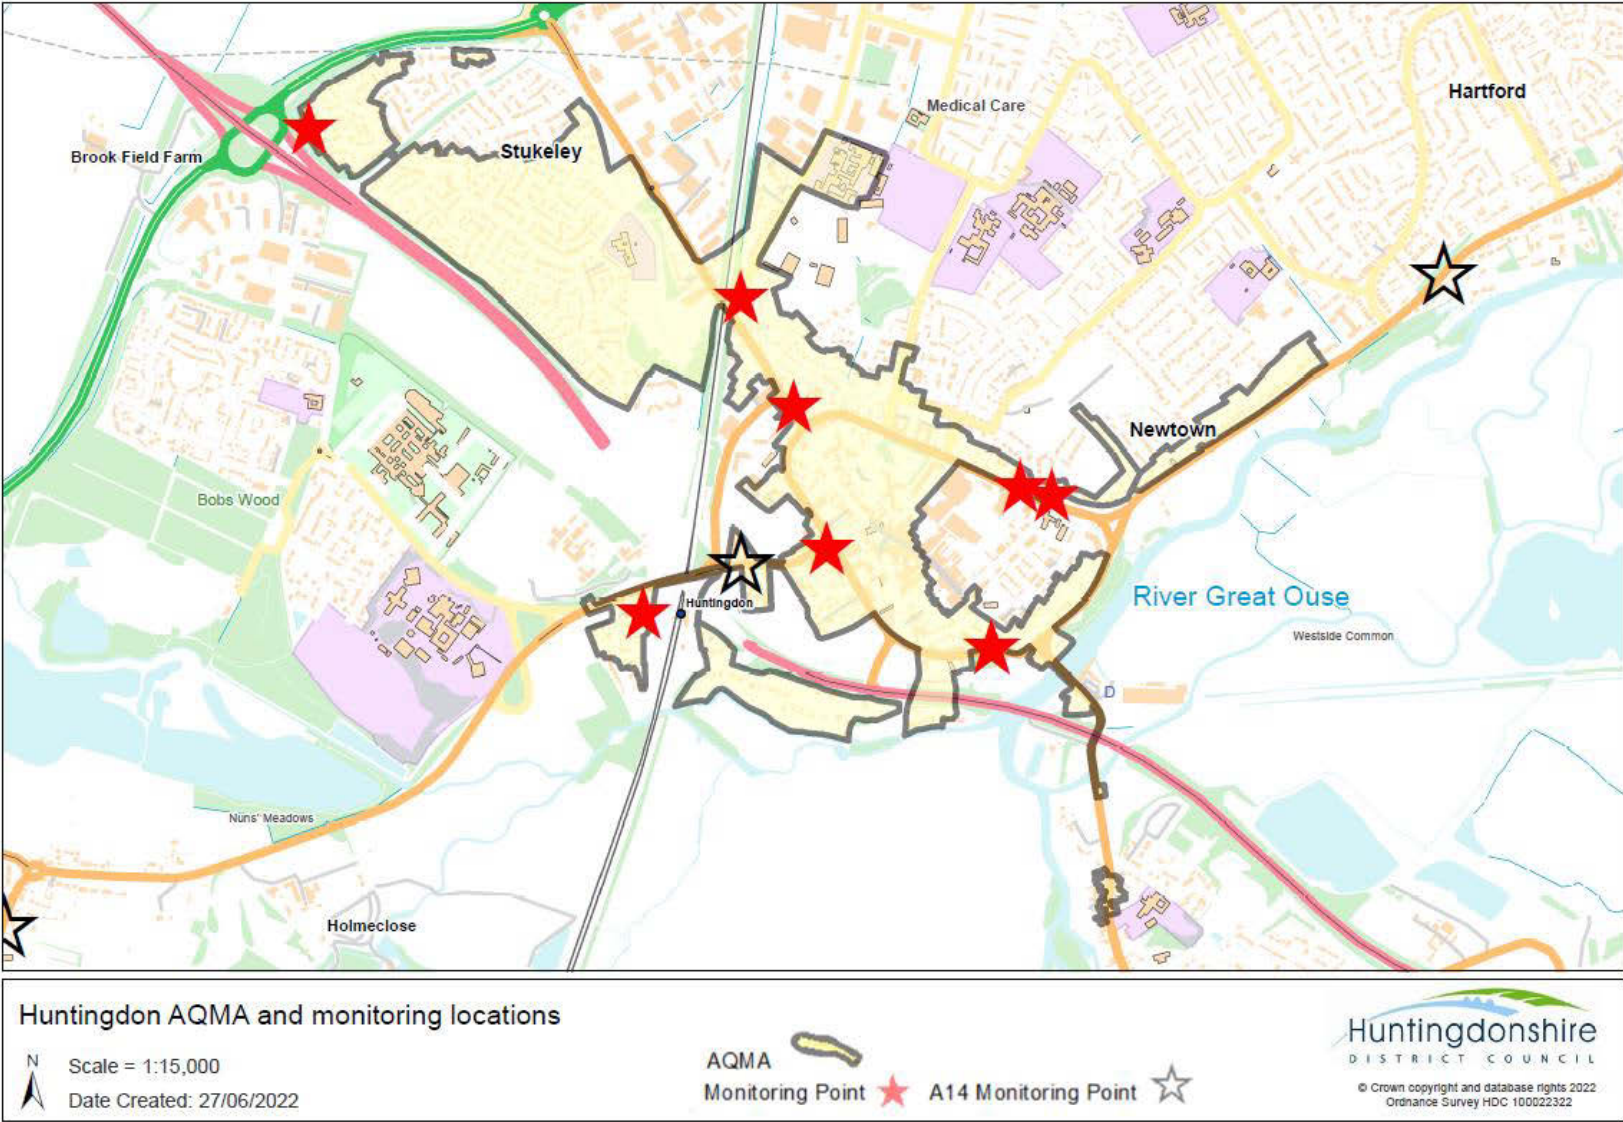 Hartford
Medical Care
Brook Field Farm
Stukeley
Newtown
Bobs Wood
River Great Ouse
Huntingdon
Westside Common
D
Nuns' Meadows
Holmeclose
Huntingdon AQMA and monitoring locations
N
Scale = 1:15,000
Date Created: 27/06/2022
AQMA
Monitoring Point
A14 Monitoring Point
Huntingdonshire
DISTRICT COUNCIL
© Crown copyright and database rights 2022
Ordnance Survey HDC 100022322